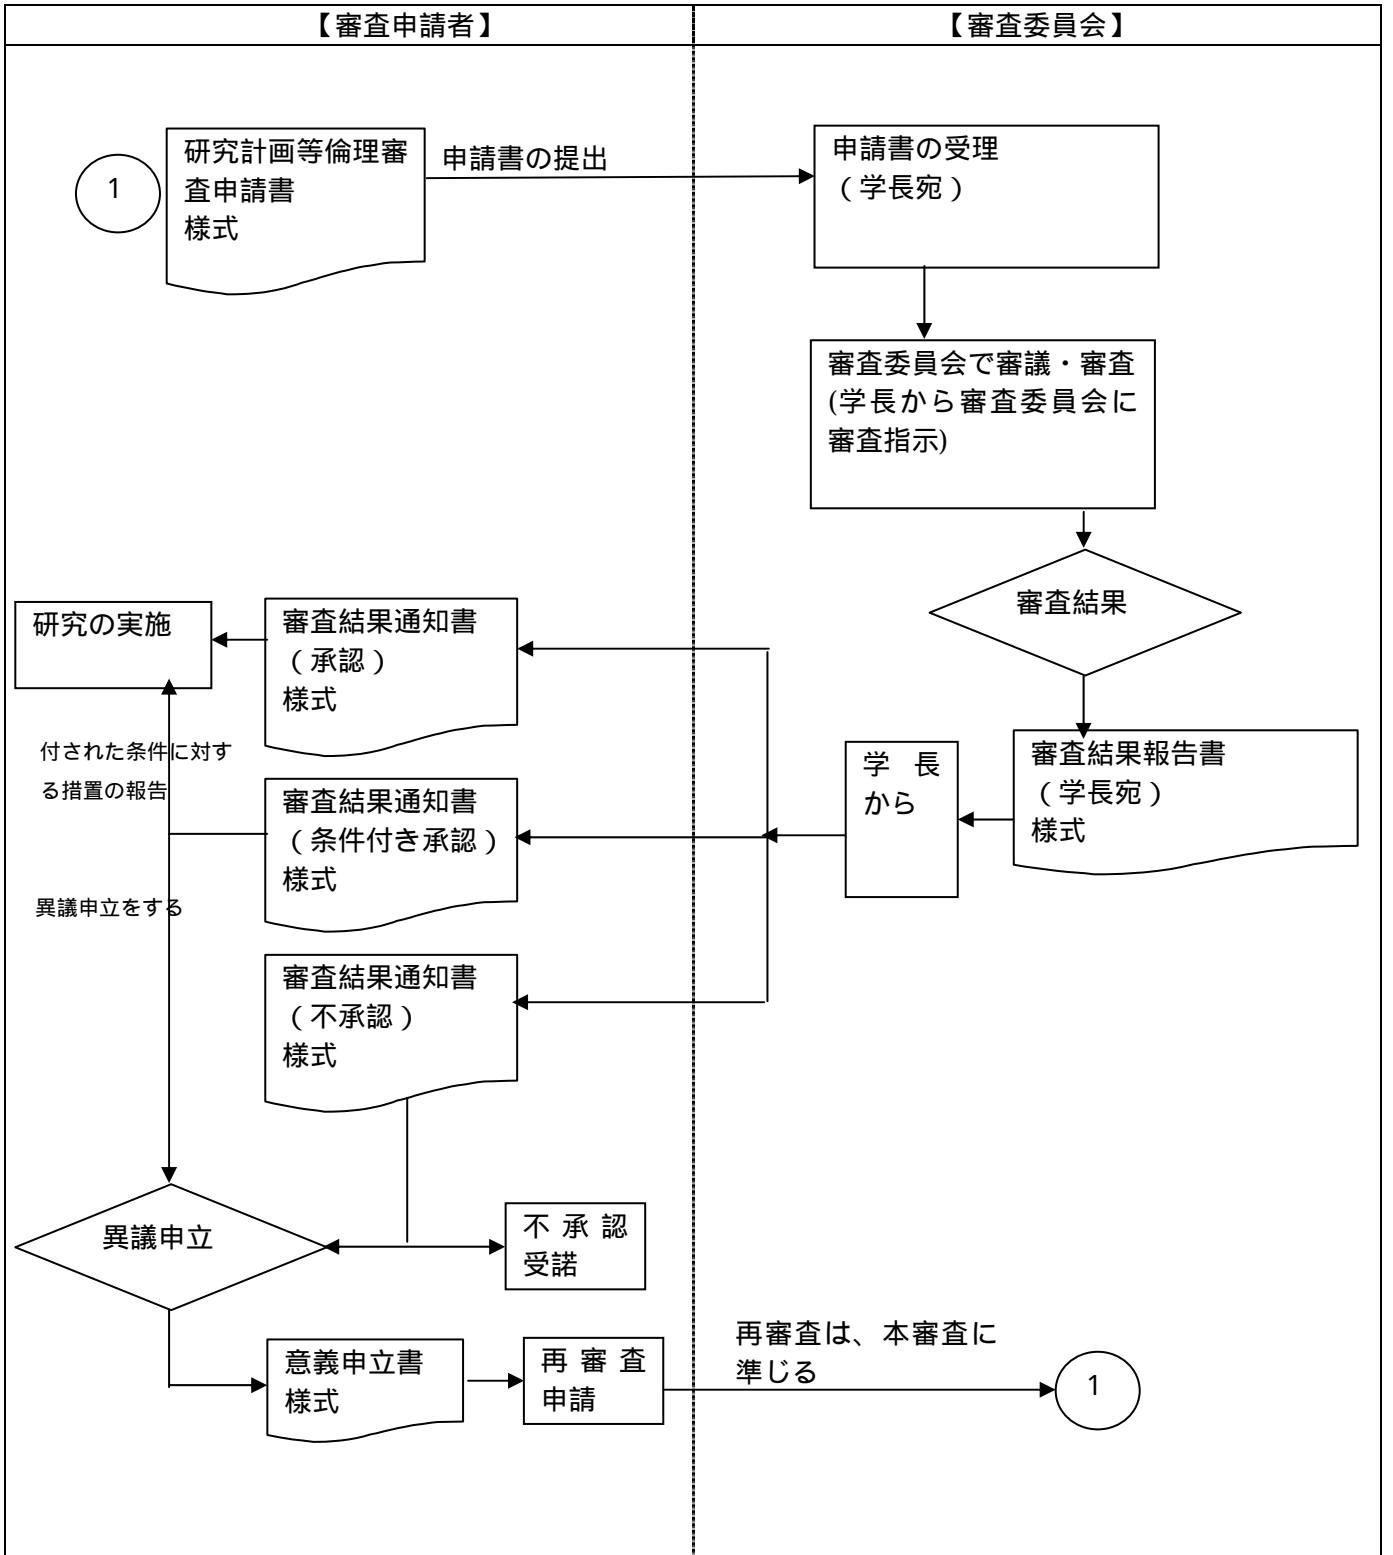 【審査申請者】
【審査委員会】
1
研究計画等倫理審
査申請書
様式
申請書の提出
申請書の受理
（学長宛）
審査委員会で審議・審査
(学長から審査委員会に
審査指示)
審査結果
審査結果報告書
（学長宛）
様式
学長
から
審査結果通知書
（承認）
様式
研究の実施
付された条件に対す
る措置の報告
審査結果通知書
（条件付き承認）
様式
異議申立をする
審査結果通知書
（不承認）
様式
異議申立
不承認
受諾
意義申立書
様式
再審査
申請
再審査は、本審査に
準じる
1